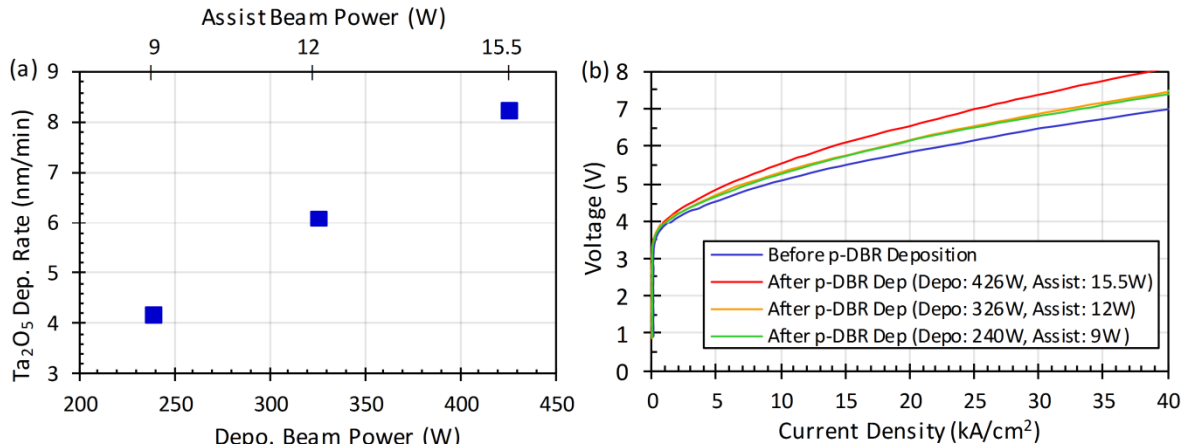 Assist Beam Power (W)
9 12 15.5
(a)
Ta2O5 Dep. Rate (nm/min)
9
8
7
6
5
4
3
200 250 300 350 400 450
Depo. Beam Power (W)
(b)
Voltage (V)
8
7
6
5
4
3
2
1
0
Before p-DBR Deposition
After p-DBR Dep (Depo: 426W, Assist: 15.5W)
After p-DBR Dep (Depo: 326W, Assist: 12W)
After p-DBR Dep (Depo: 240W, Assist: 9W )
0 5 10 15 20 25 30 35 40
Current Density (kA/cm²)